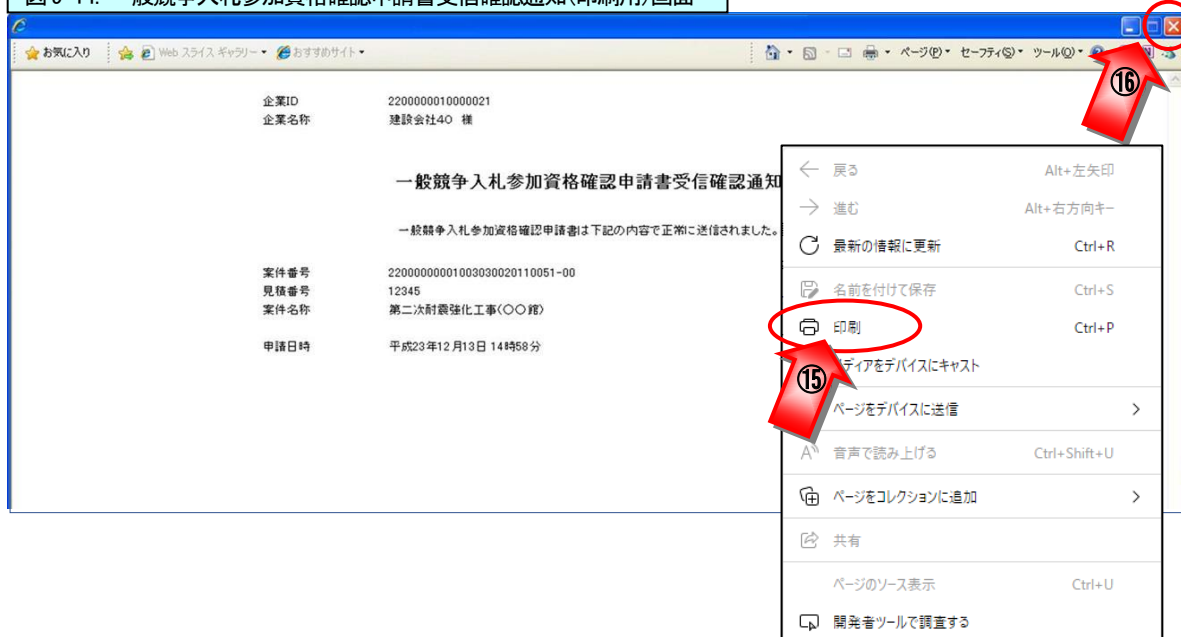 図 3-14. 一般競争入札参加資格確認申請書受信確認通知(印刷用)画面
お気に入り Web スライス ギャラリー おすすめサイト ページ(P) セーフティ(S) ツール(O)
⑯
企業ID 2200000010000021
企業名称 建設会社40 様
一般競争入札参加資格確認申請書受信確認通知
一般競争入札参加資格確認申請書は下記の内容で正常に送信されました。
案件番号 22000000001003030020110051-00
見積番号 12345
案件名称 第二次耐震強化工事(〇〇館)
申請日時 平成23年12月13日 14時58分
戻る Alt+左矢印
進む Alt+右方向キー
最新の情報に更新 Ctrl+R
名前を付けて保存 Ctrl+S
印刷 Ctrl+P
⑮
メディアをデバイスにキャスト
ページをデバイスに送信
音声で読み上げる Ctrl+Shift+U
ページをコレクションに追加
共有
ページのソース表示 Ctrl+U
開発者ツールで調査する